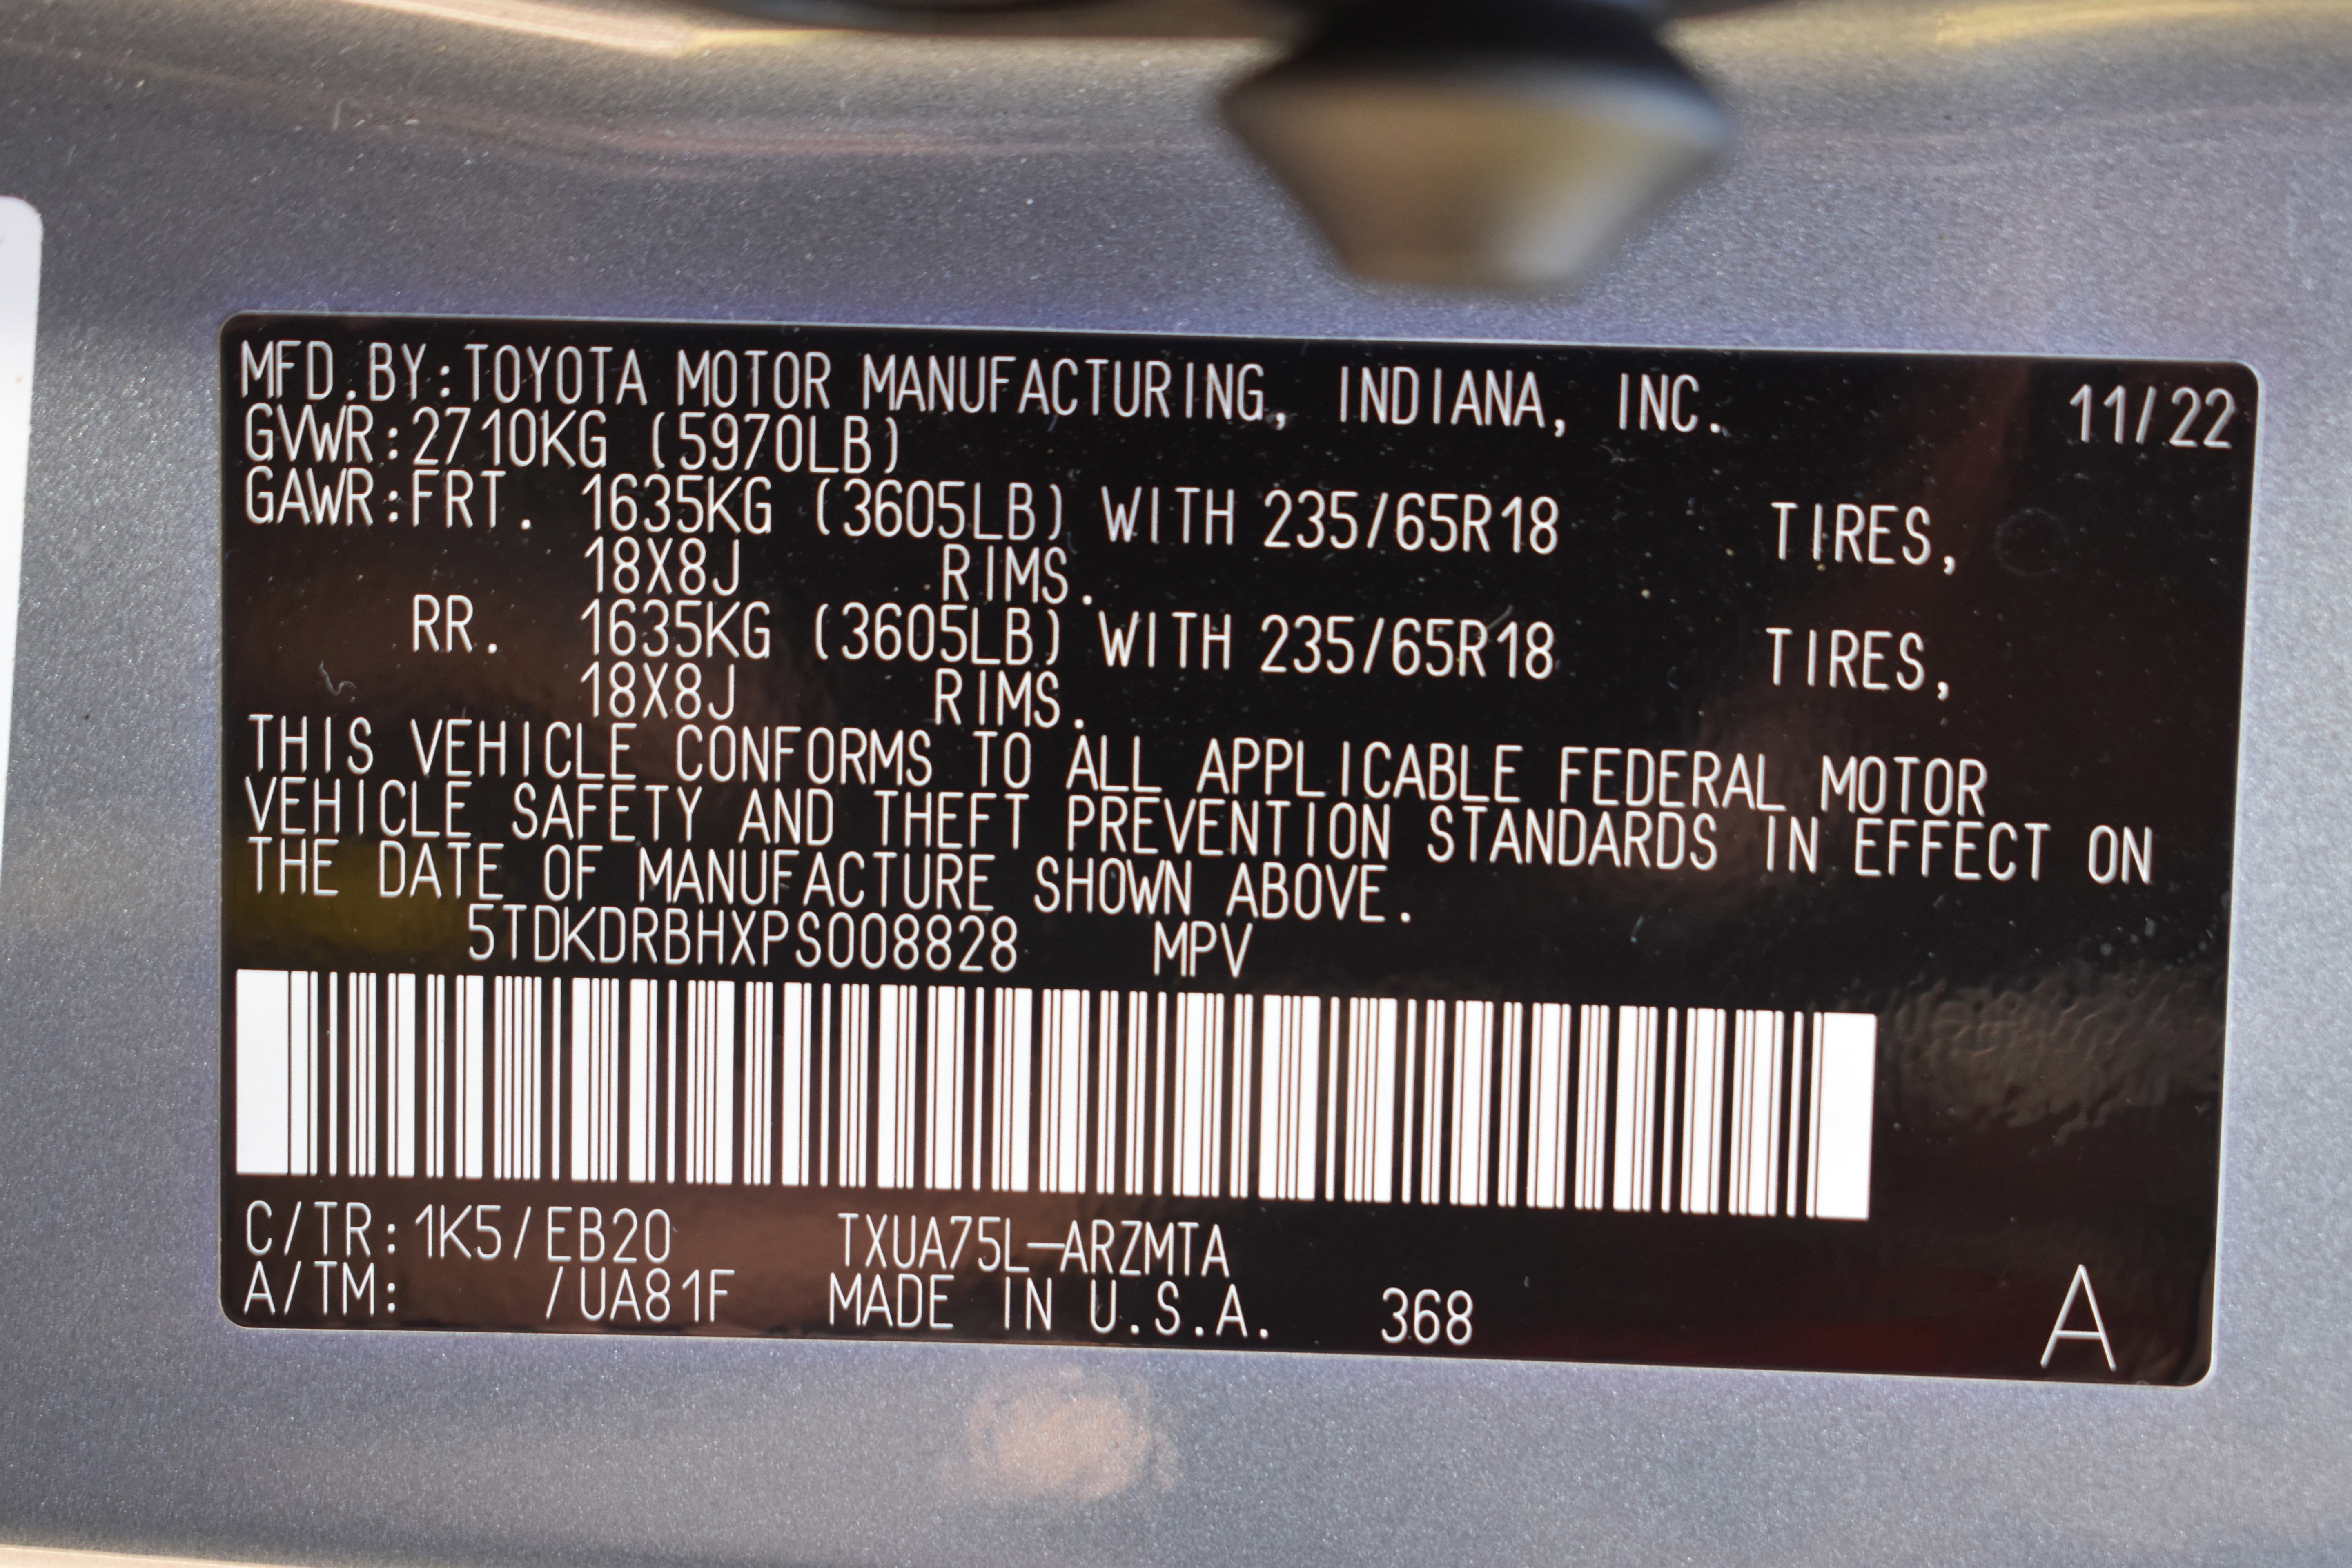 MFD.BY:TOYOTA MOTOR MANUFACTURING, INDIANA, INC. 11/22
GVWR:2710KG (5970LB)
GAWR:FRT. 1635KG (3605LB) WITH 235/65R18 TIRES,
18X8J RIMS.
RR. 1635KG (3605LB) WITH 235/65R18 TIRES,
18X8J RIMS.
THIS VEHICLE CONFORMS TO ALL APPLICABLE FEDERAL MOTOR
VEHICLE SAFETY AND THEFT PREVENTION STANDARDS IN EFFECT ON
THE DATE OF MANUFACTURE SHOWN ABOVE.
5TDKDRBHXPS008828 MPV
C/TR:1K5/EB20 TXUA75L-ARZMTA
A/TM: /UA81F MADE IN U.S.A. 368 A